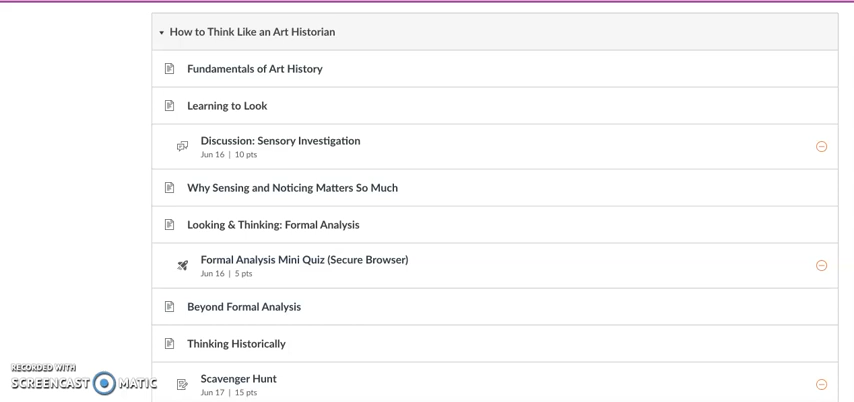 How to Think Like an Art Historian
Fundamentals of Art History
Learning to Look
Discussion: Sensory Investigation
Jun 16 | 10 pts
Why Sensing and Noticing Matters So Much
Looking & Thinking: Formal Analysis
Formal Analysis Mini Quiz (Secure Browser)
Jun 16 | 5 pts
Beyond Formal Analysis
Thinking Historically
Scavenger Hunt
Jun 17 | 15 pts
RECORDED WITH
SCREENCAST MATIC